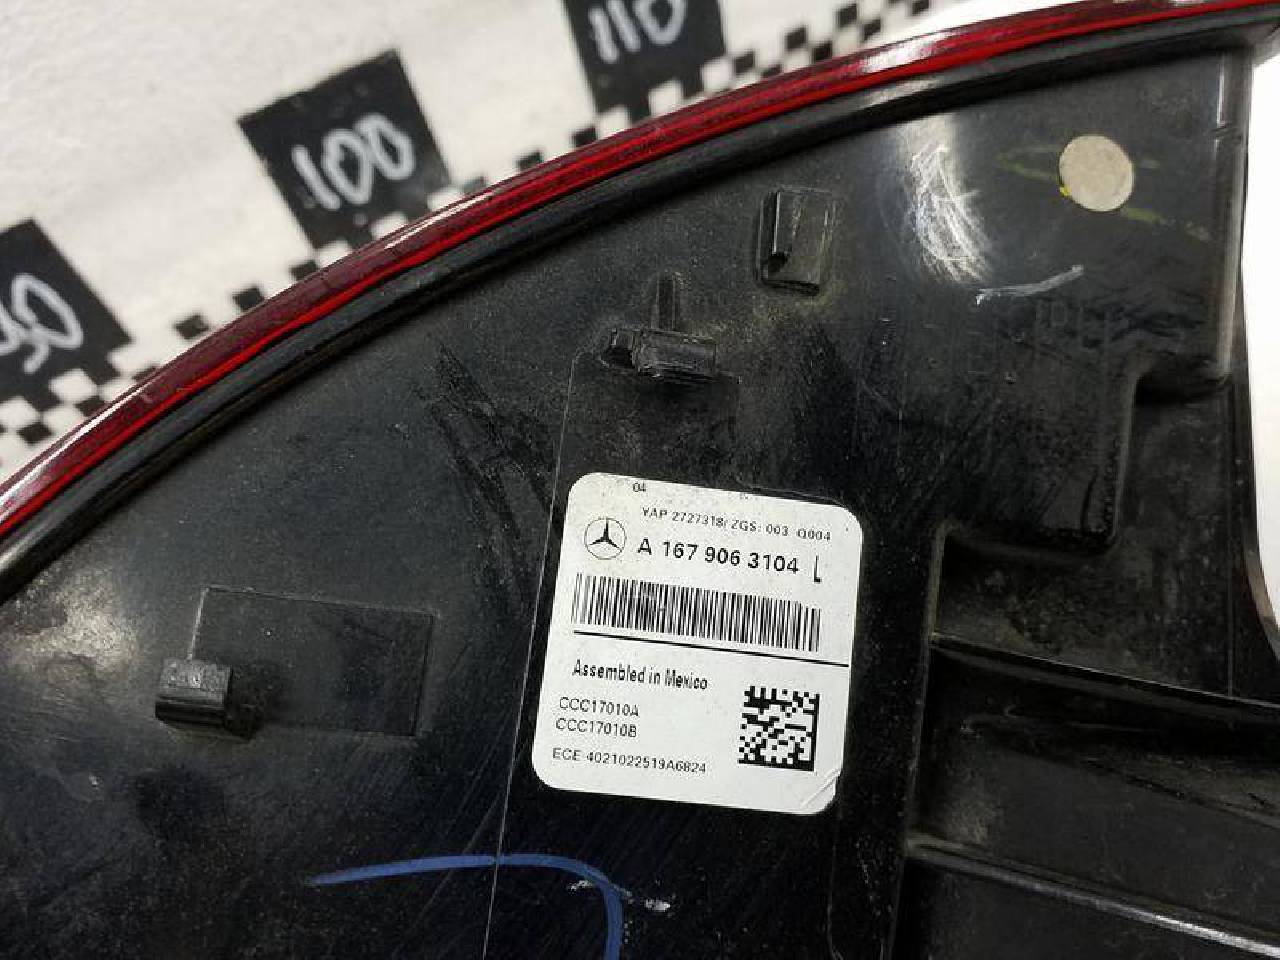 110
100
04
YAP 2727318/ZGS: 003 Q004
A 167 906 3104 L
Assembled in Mexico
CCC17010A
CCC17010B
ECE 4021022519A6824